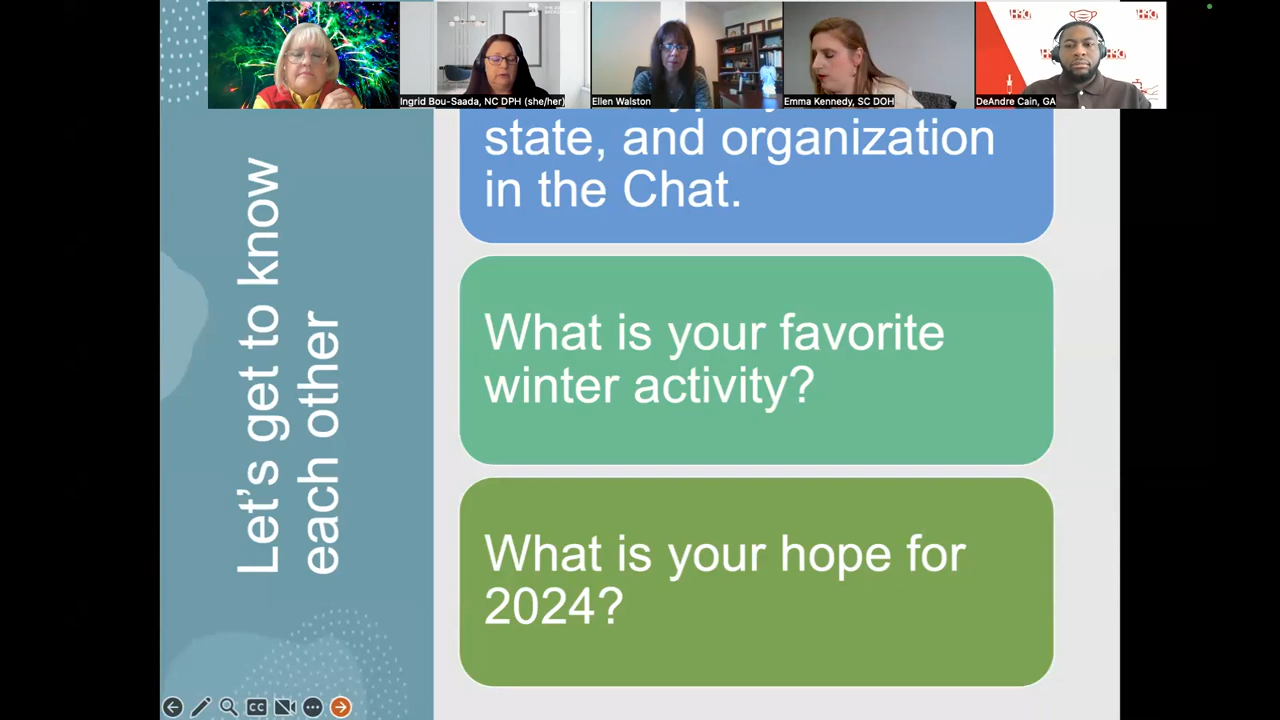 Ingrid Bou-Saada, NC DPH (she/her)
Ellen Walston
Emma Kennedy, SC DOH
DeAndre Cain, GA
state, and organization
in the Chat.
Let's get to know
each other
What is your favorite
winter activity?
What is your hope for
2024?
CC